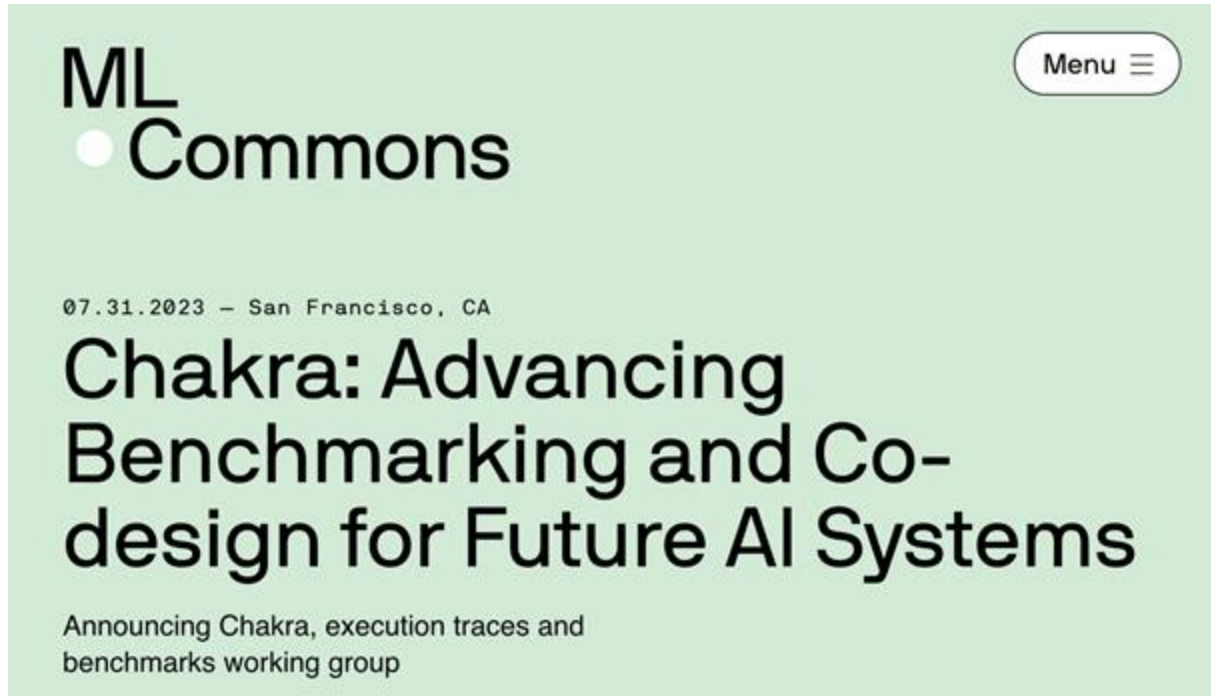 ML
Commons
Menu
07.31.2023 — San Francisco, CA
Chakra: Advancing
Benchmarking and Co-
design for Future AI Systems
Announcing Chakra, execution traces and
benchmarks working group